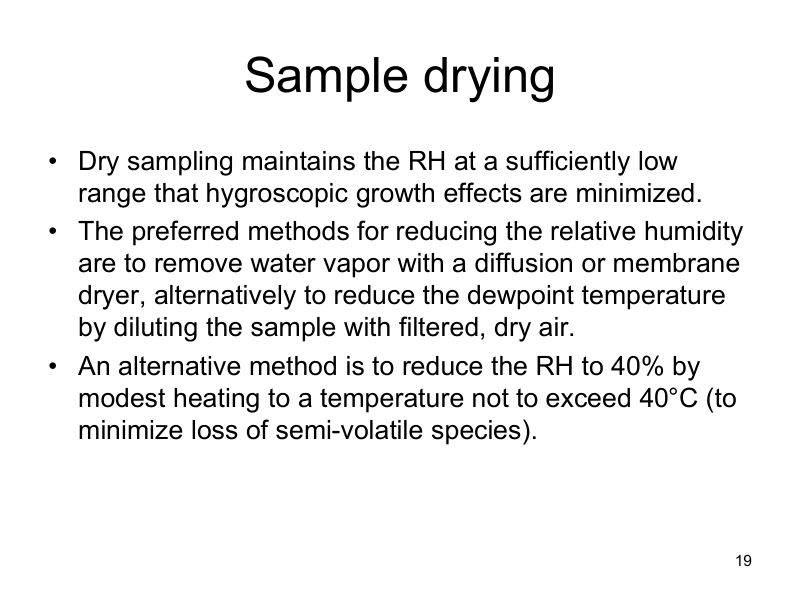 Sample drying
• Dry sampling maintains the RH at a sufficiently low
range that hygroscopic growth effects are minimized.
• The preferred methods for reducing the relative humidity
are to remove water vapor with a diffusion or membrane
dryer, alternatively to reduce the dewpoint temperature
by diluting the sample with filtered, dry air.
• An alternative method is to reduce the RH to 40% by
modest heating to a temperature not to exceed 40°C (to
minimize loss of semi-volatile species).
19